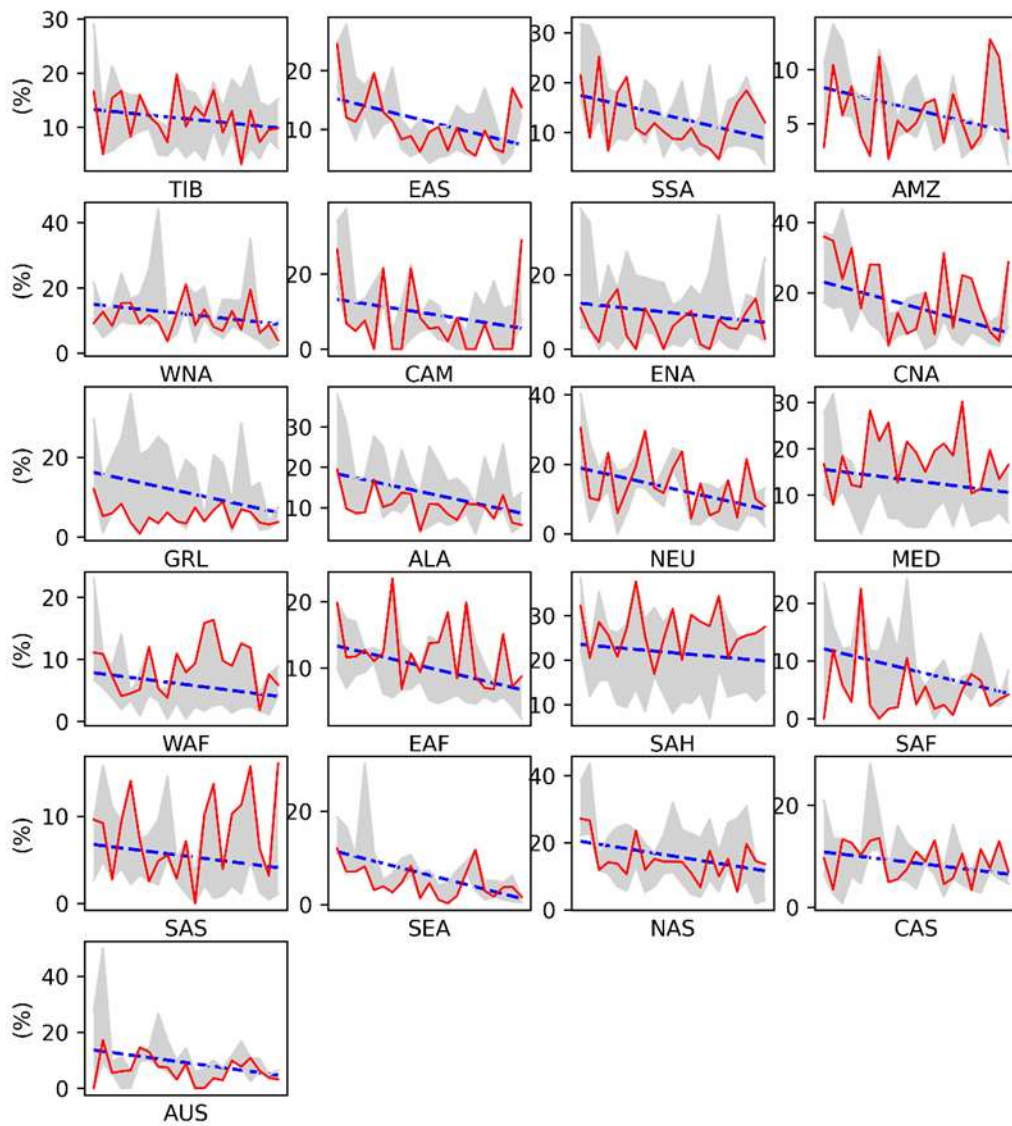 30 20 10 (%) TIB
20 10 EAS
30 20 10 SSA
10 5 AMZ
40 20 0 (%) WNA
20 0 CAM
20 0 ENA
40 20 CNA
20 0 (%) GRL
30 20 10 ALA
40 20 0 NEU
30 20 10 MED
20 10 0 (%) WAF
20 10 EAF
40 30 20 10 SAH
20 10 0 SAF
10 0 (%) SAS
20 0 SEA
40 20 0 NAS
20 0 CAS
40 20 0 (%) AUS